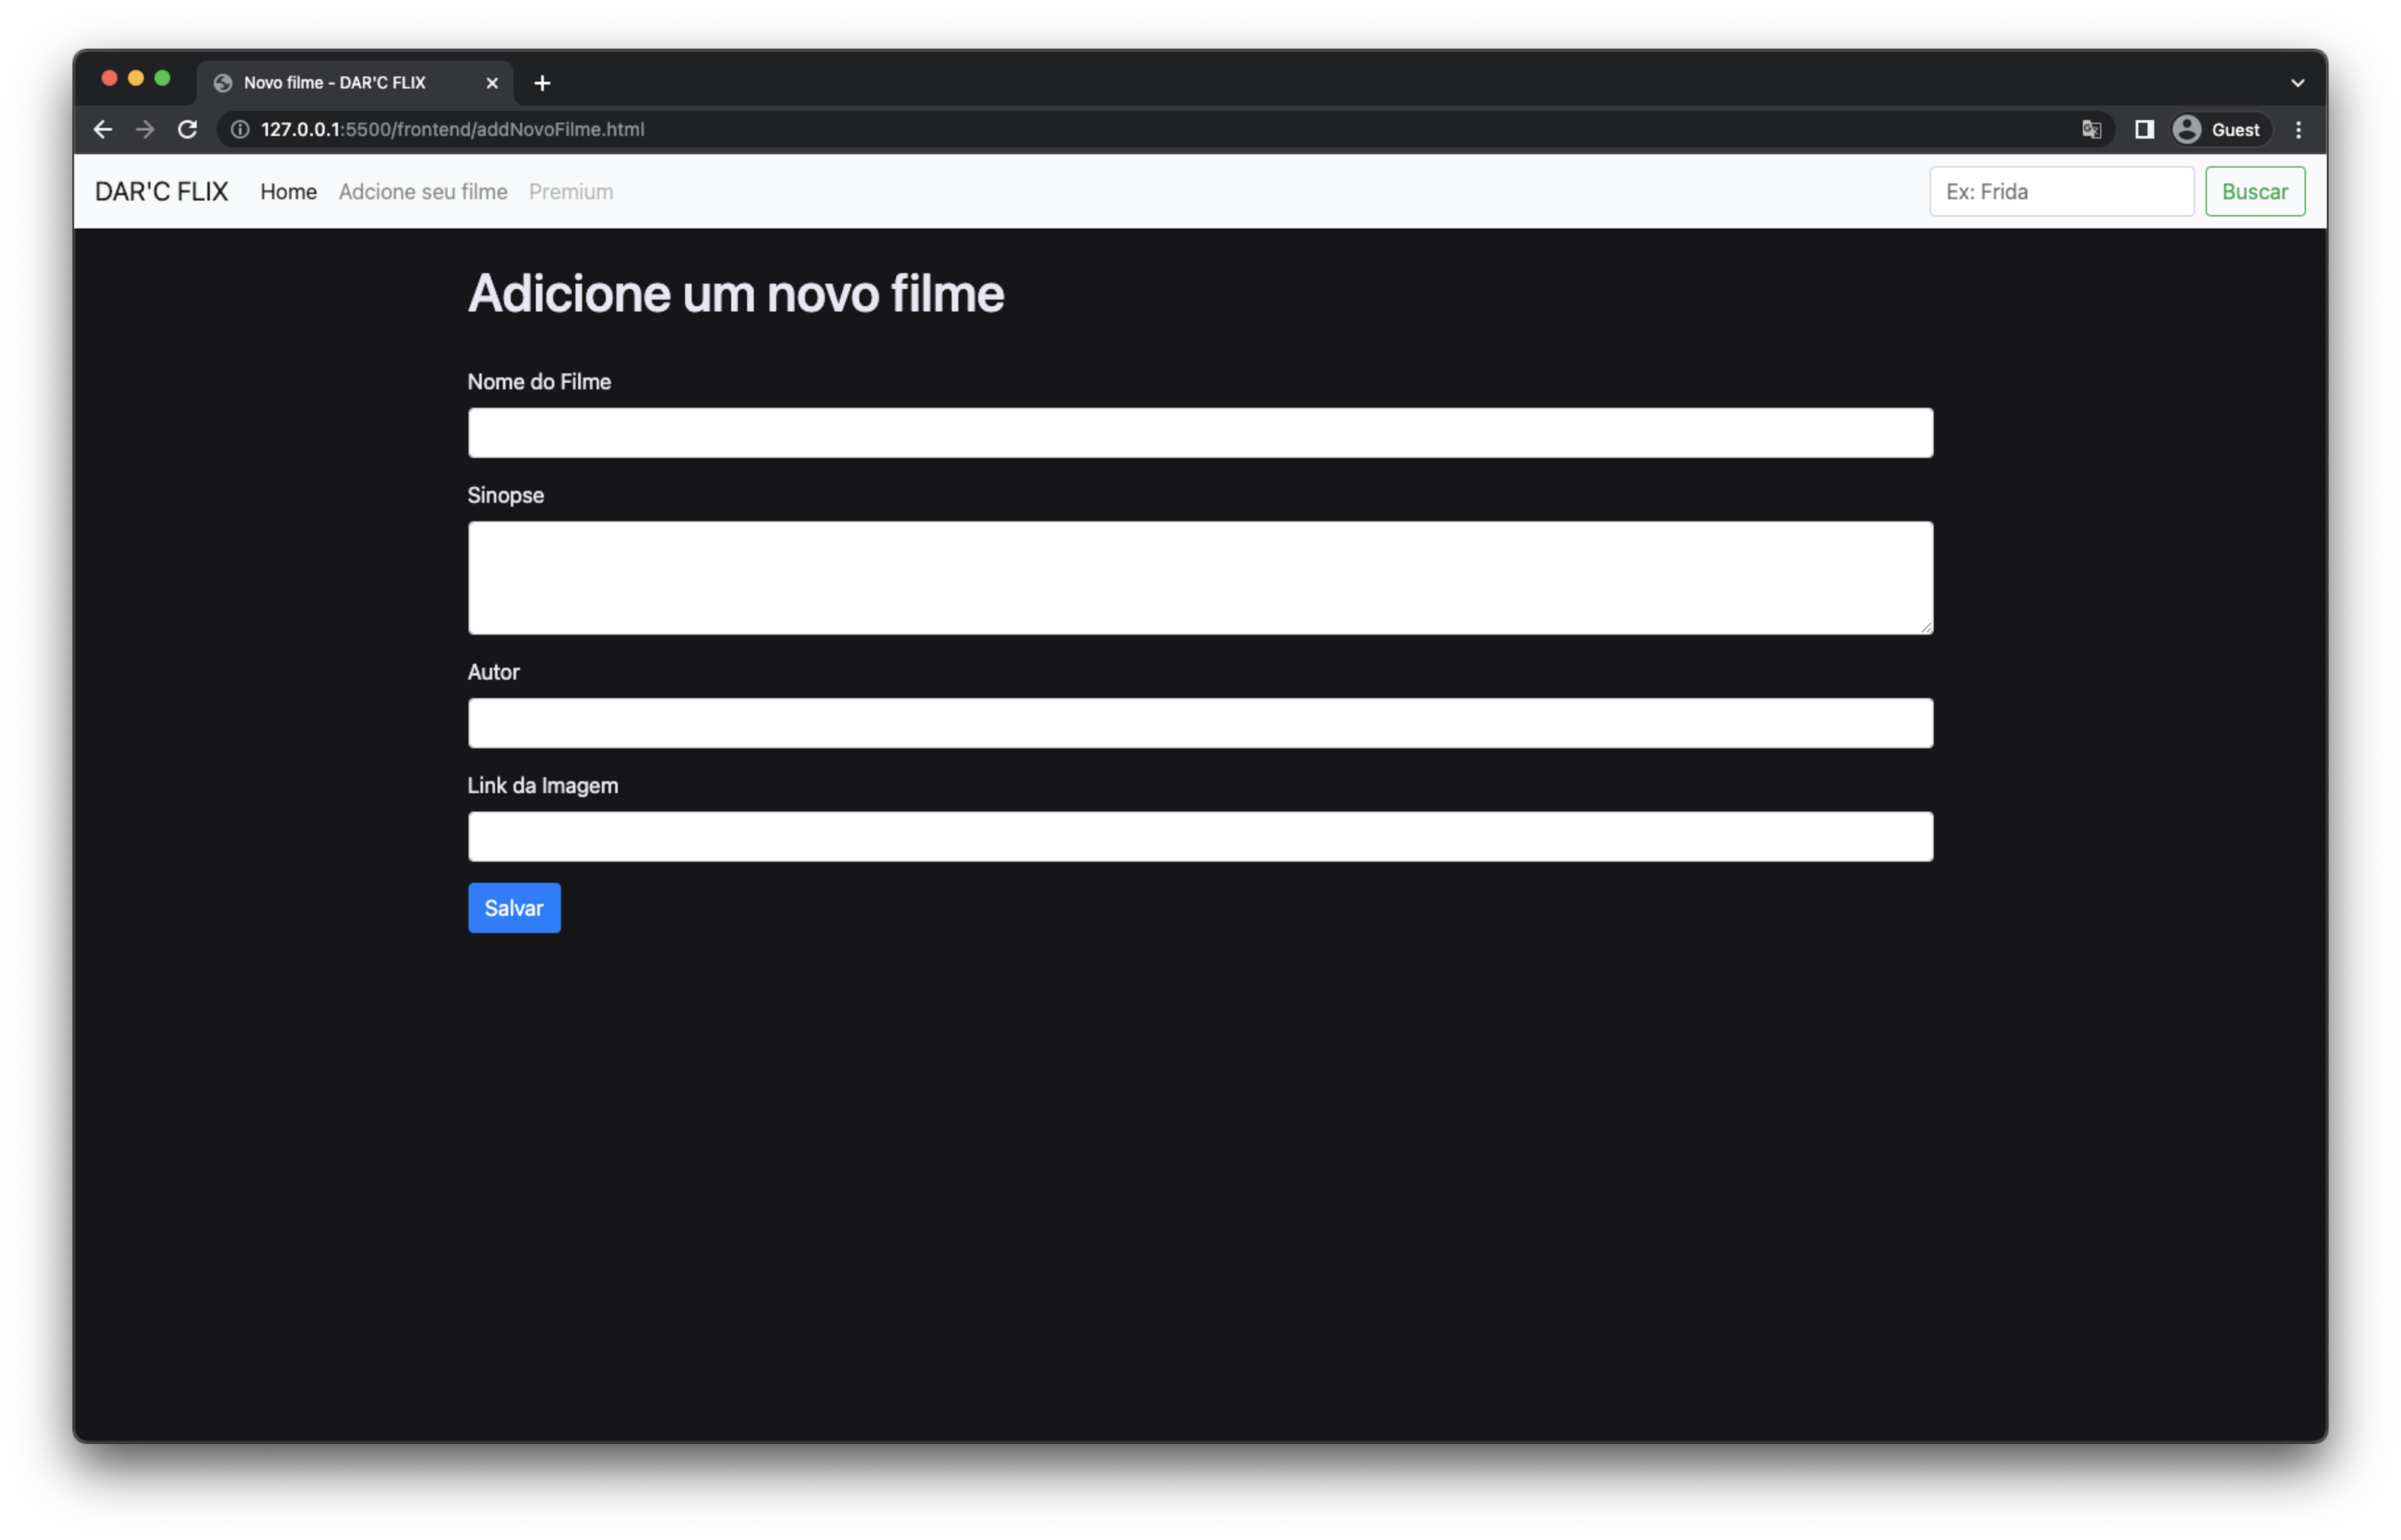 Novo filme - DAR'C FLIX
127.0.0.1:5500/frontend/addNovoFilme.html
Guest
DAR'C FLIX Home Adcione seu filme Premium Ex: Frida Buscar
Adicione um novo filme
Nome do Filme
Sinopse
Autor
Link da Imagem
Salvar